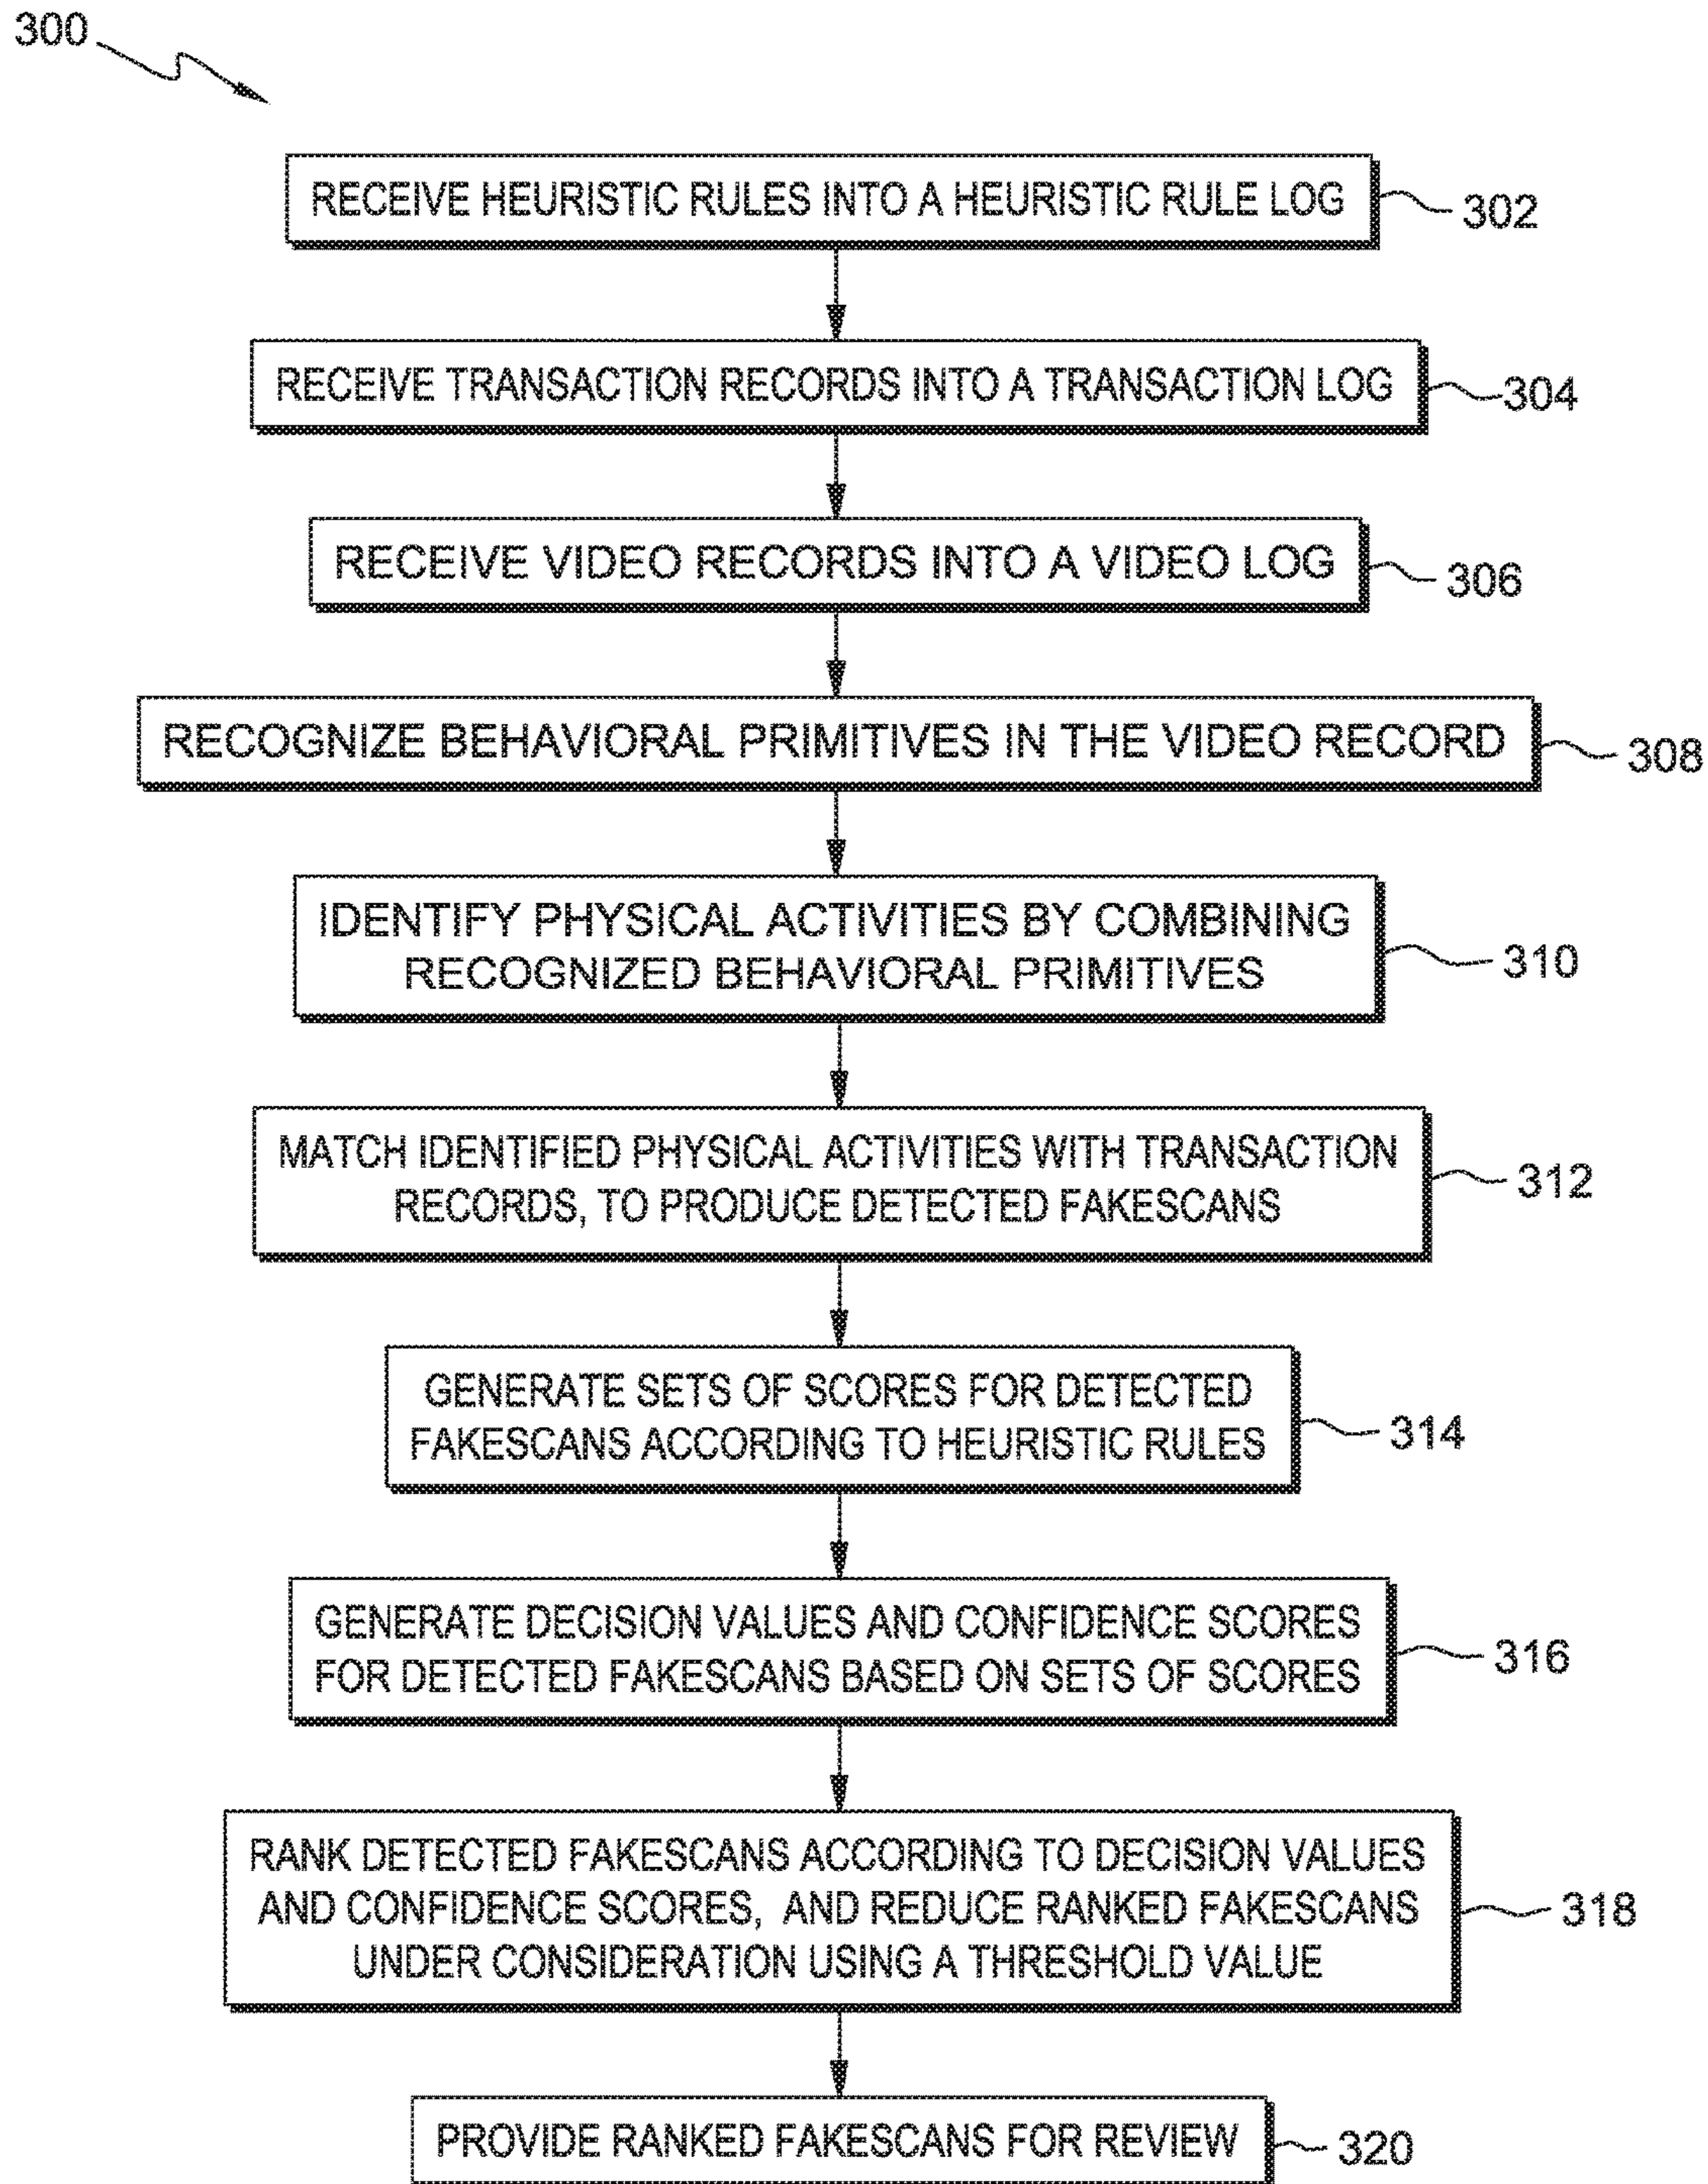 300
RECEIVE HEURISTIC RULES INTO A HEURISTIC RULE LOG
302
RECEIVE TRANSACTION RECORDS INTO A TRANSACTION LOG
304
RECEIVE VIDEO RECORDS INTO A VIDEO LOG
306
RECOGNIZE BEHAVIORAL PRIMITIVES IN THE VIDEO RECORD
308
IDENTIFY PHYSICAL ACTIVITIES BY COMBINING
RECOGNIZED BEHAVIORAL PRIMITIVES
310
MATCH IDENTIFIED PHYSICAL ACTIVITIES WITH TRANSACTION
RECORDS, TO PRODUCE DETECTED FAKESCANS
312
GENERATE SETS OF SCORES FOR DETECTED
FAKESCANS ACCORDING TO HEURISTIC RULES
314
GENERATE DECISION VALUES AND CONFIDENCE SCORES
FOR DETECTED FAKESCANS BASED ON SETS OF SCORES
316
RANK DETECTED FAKESCANS ACCORDING TO DECISION VALUES
AND CONFIDENCE SCORES, AND REDUCE RANKED FAKESCANS
UNDER CONSIDERATION USING A THRESHOLD VALUE
318
PROVIDE RANKED FAKESCANS FOR REVIEW
320